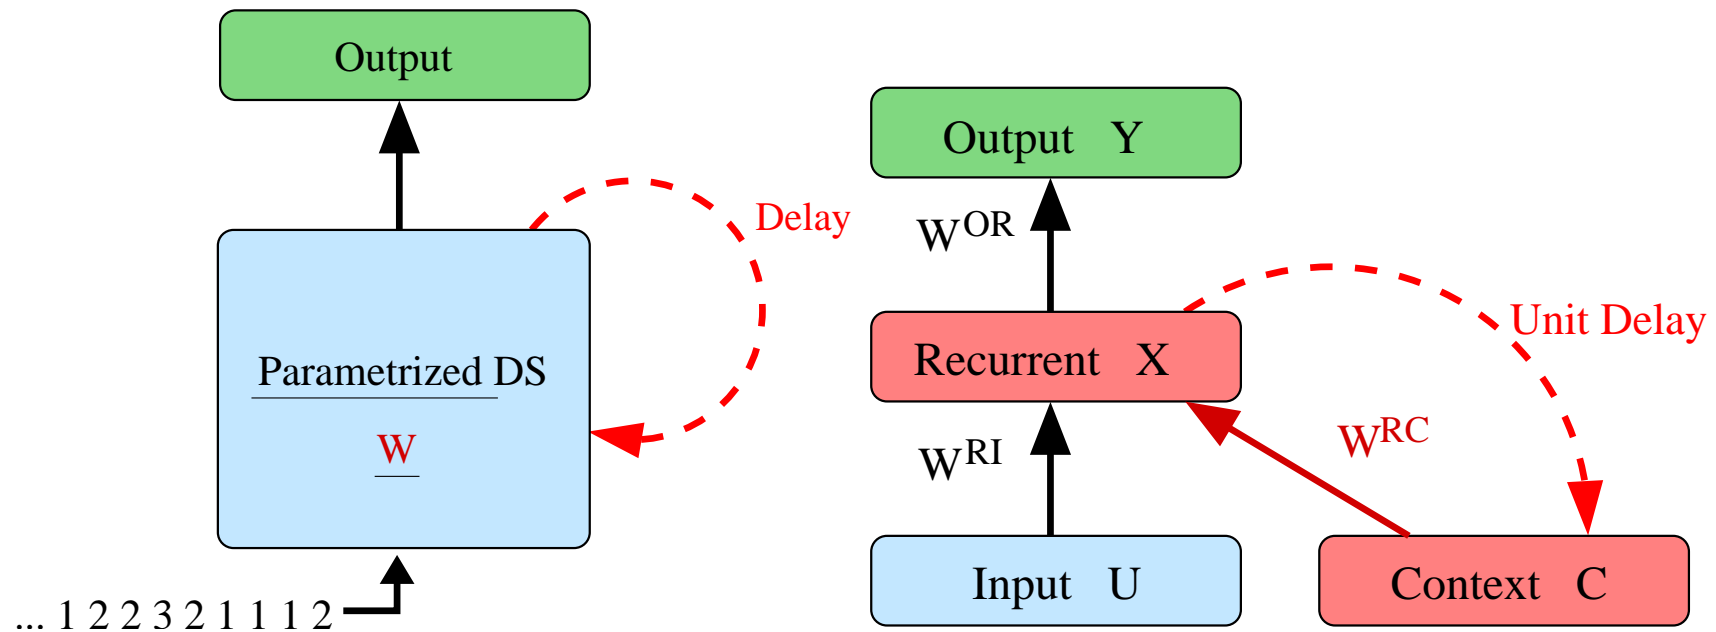 Output
Delay
Parametrized DS
W
... 1 2 2 3 2 1 1 1 2
Output Y
W^OR
Unit Delay
Recurrent X
W^RC
W^RI
Input U
Context C